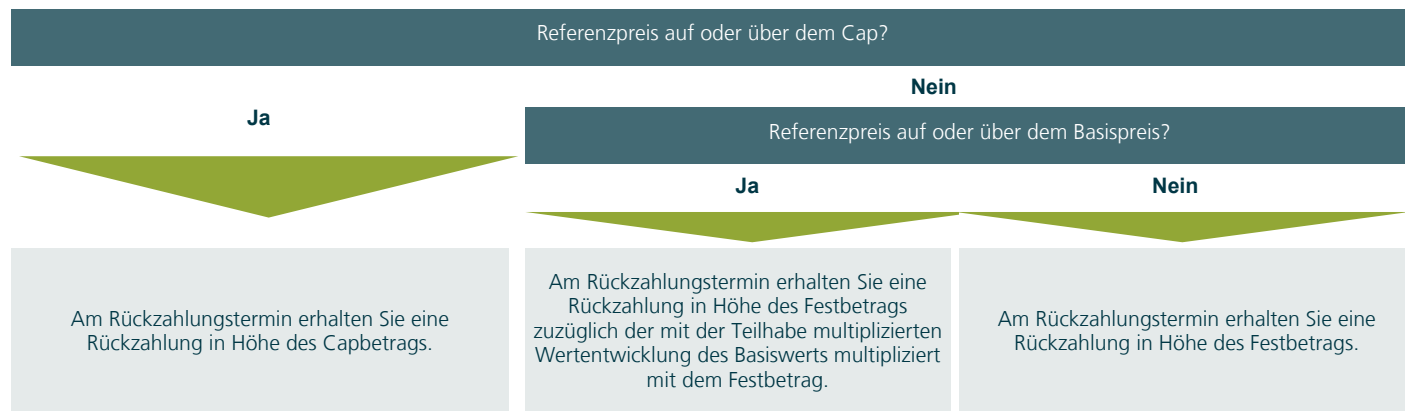 Referenzpreis auf oder über dem Cap?
Ja
Nein
Referenzpreis auf oder über dem Basispreis?
Ja
Nein
Am Rückzahlungstermin erhalten Sie eine
Rückzahlung in Höhe des Capbetrags.
Am Rückzahlungstermin erhalten Sie eine
Rückzahlung in Höhe des Festbetrags
zuzüglich der mit der Teilhabe multiplizierten
Wertentwicklung des Basiswerts multipliziert
mit dem Festbetrag.
Am Rückzahlungstermin erhalten Sie eine
Rückzahlung in Höhe des Festbetrags.